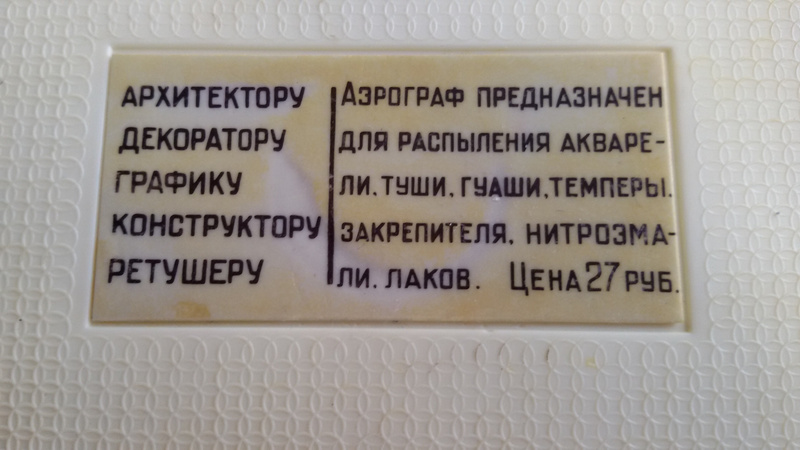 АРХИТЕКТОРУ
ДЕКОРАТОРУ
ГРАФИКУ
КОНСТРУКТОРУ
РЕТУШЕРУ
АЭРОГРАФ ПРЕДНАЗНАЧЕН
ДЛЯ РАСПЫЛЕНИЯ АКВАРЕ-
ЛИ, ТУШИ, ГУАШИ, ТЕМПЕРЫ,
ЗАКРЕПИТЕЛЯ, НИТРОЭМА-
ЛИ, ЛАКОВ. ЦЕНА 27 РУБ.